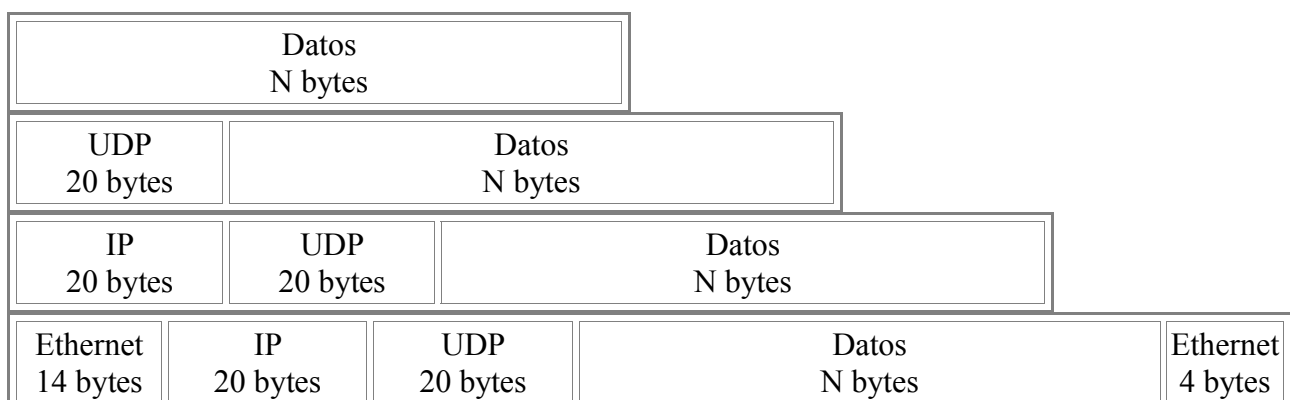 Datos
N bytes
UDP Datos
20 bytes N bytes
IP UDP Datos
20 bytes 20 bytes N bytes
Ethernet IP UDP Datos Ethernet
14 bytes 20 bytes 20 bytes N bytes 4 bytes